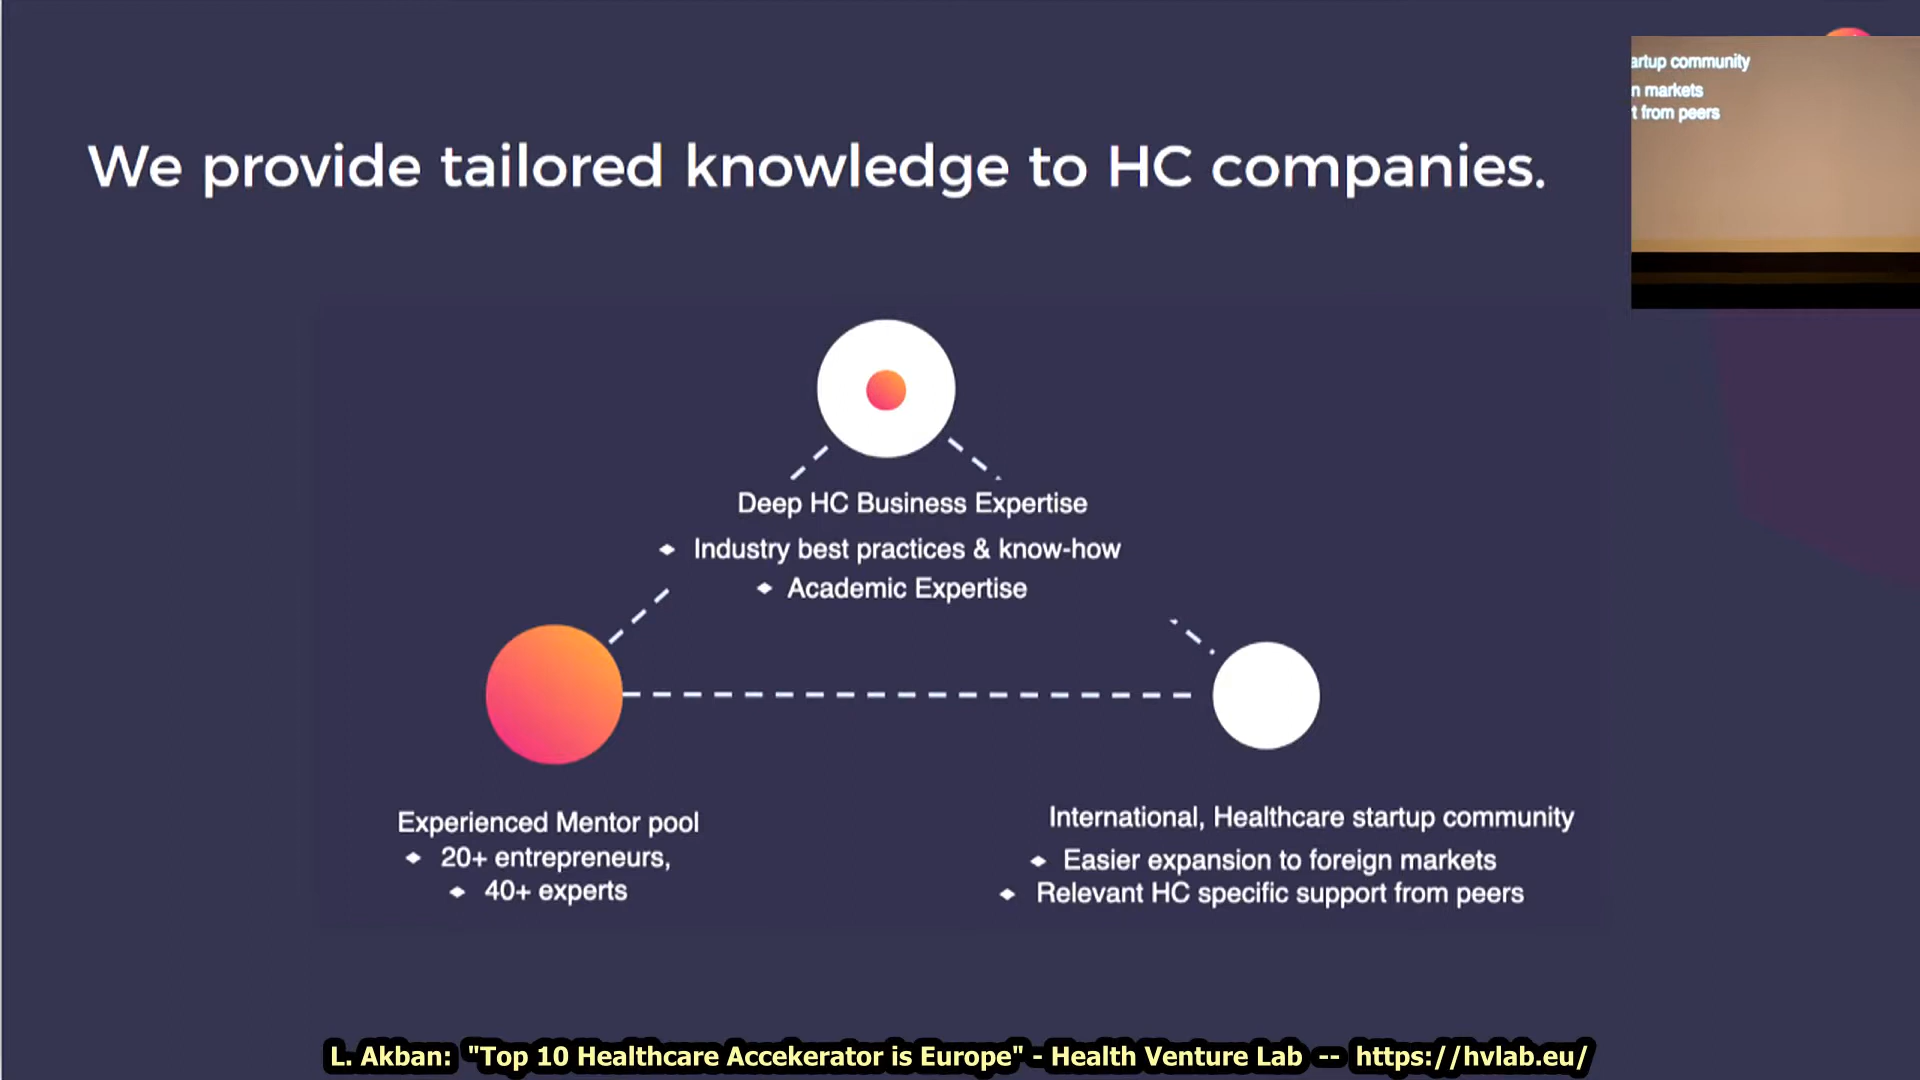 We provide tailored knowledge to HC companies.
artup community
n markets
t from peers
Deep HC Business Expertise
Industry best practices & know-how
Academic Expertise
Experienced Mentor pool
20+ entrepreneurs,
40+ experts
International, Healthcare startup community
Easier expansion to foreign markets
Relevant HC specific support from peers
L. Akban: "Top 10 Healthcare Accekerator is Europe" - Health Venture Lab -- https://hvlab.eu/